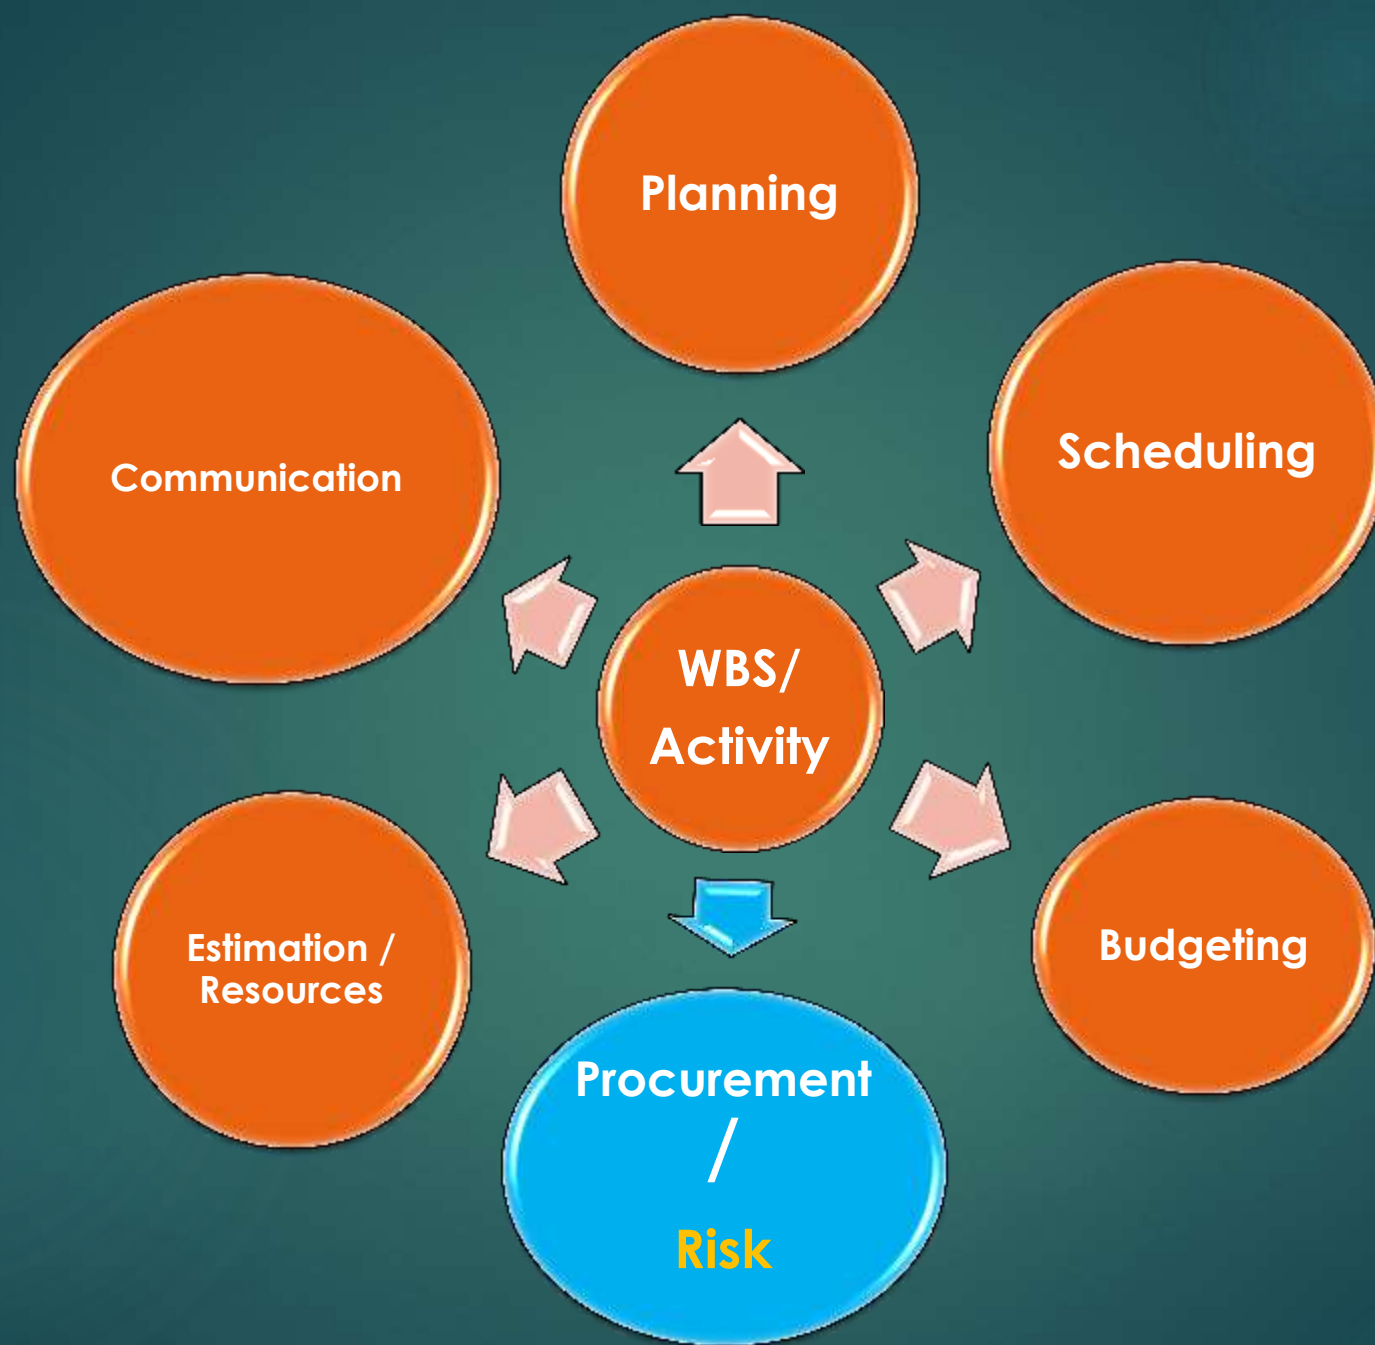 Planning
Scheduling
Communication
WBS/
Activity
Budgeting
Estimation /
Resources
Procurement
/
Risk